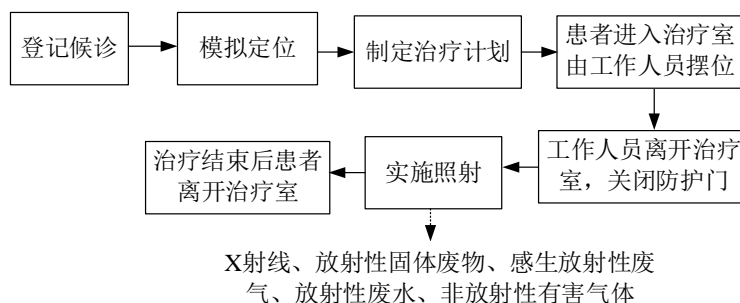 登记候诊
模拟定位
制定治疗计划
患者进入治疗室
由工作人员摆位
工作人员离开治疗
室，关闭防护门
实施照射
治疗结束后患者
离开治疗室
X射线、放射性固体废物、感生放射性废
气、放射性废水、非放射性有害气体